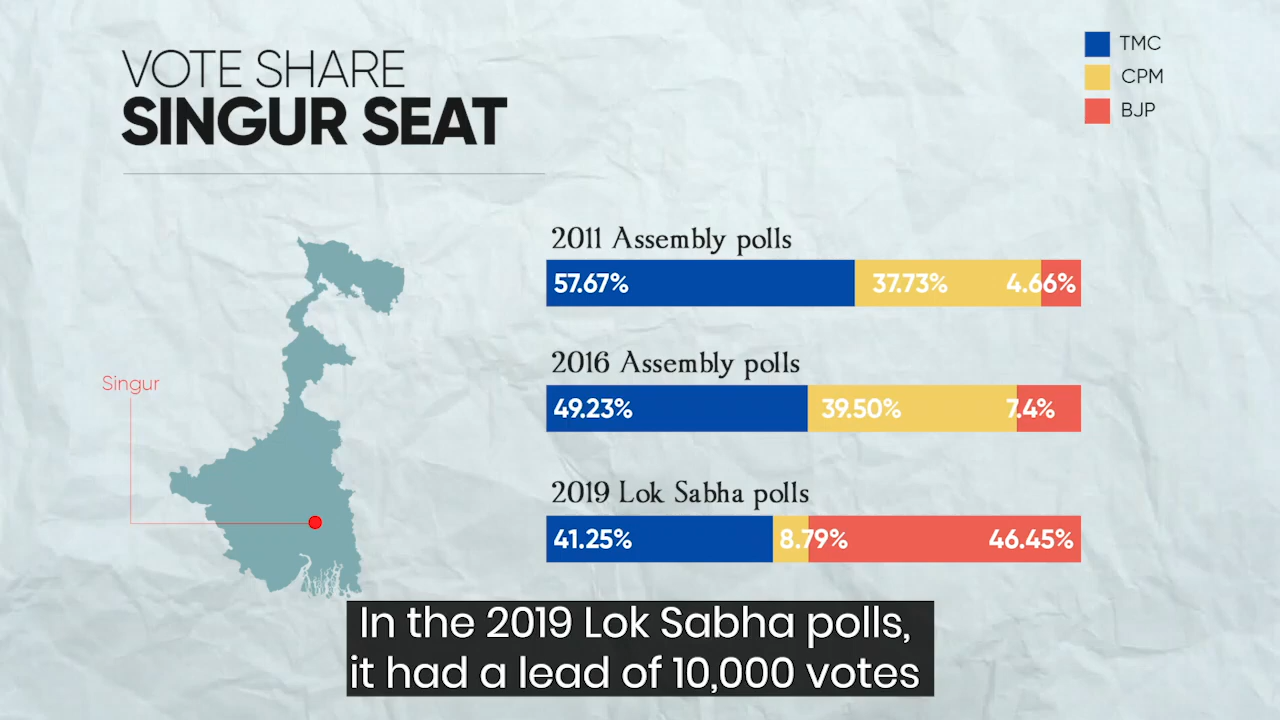 VOTE SHARE
SINGUR SEAT
TMC
CPM
BJP
Singur
2011 Assembly polls
57.67% 37.73% 4.66%
2016 Assembly polls
49.23% 39.50% 7.4%
2019 Lok Sabha polls
41.25% 8.79% 46.45%
In the 2019 Lok Sabha polls,
it had a lead of 10,000 votes